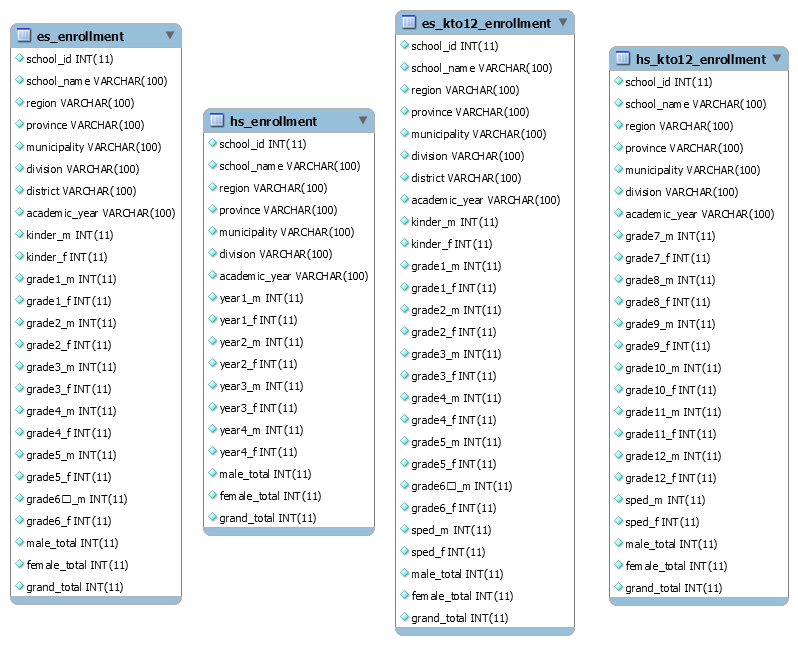 es_enrollment
school_id INT(11)
school_name VARCHAR(100)
region VARCHAR(100)
province VARCHAR(100)
municipality VARCHAR(100)
division VARCHAR(100)
district VARCHAR(100)
academic_year VARCHAR(100)
kinder_m INT(11)
kinder_f INT(11)
grade1_m INT(11)
grade1_f INT(11)
grade2_m INT(11)
grade2_f INT(11)
grade3_m INT(11)
grade3_f INT(11)
grade4_m INT(11)
grade4_f INT(11)
grade5_m INT(11)
grade5_f INT(11)
grade6□_m INT(11)
grade6_f INT(11)
male_total INT(11)
female_total INT(11)
grand_total INT(11)
hs_enrollment
school_id INT(11)
school_name VARCHAR(100)
region VARCHAR(100)
province VARCHAR(100)
municipality VARCHAR(100)
division VARCHAR(100)
academic_year VARCHAR(100)
year1_m INT(11)
year1_f INT(11)
year2_m INT(11)
year2_f INT(11)
year3_m INT(11)
year3_f INT(11)
year4_m INT(11)
year4_f INT(11)
male_total INT(11)
female_total INT(11)
grand_total INT(11)
es_kto12_enrollment
school_id INT(11)
school_name VARCHAR(100)
region VARCHAR(100)
province VARCHAR(100)
municipality VARCHAR(100)
division VARCHAR(100)
district VARCHAR(100)
academic_year VARCHAR(100)
kinder_m INT(11)
kinder_f INT(11)
grade1_m INT(11)
grade1_f INT(11)
grade2_m INT(11)
grade2_f INT(11)
grade3_m INT(11)
grade3_f INT(11)
grade4_m INT(11)
grade4_f INT(11)
grade5_m INT(11)
grade5_f INT(11)
grade6□_m INT(11)
grade6_f INT(11)
sped_m INT(11)
sped_f INT(11)
male_total INT(11)
female_total INT(11)
grand_total INT(11)
hs_kto12_enrollment
school_id INT(11)
school_name VARCHAR(100)
region VARCHAR(100)
province VARCHAR(100)
municipality VARCHAR(100)
division VARCHAR(100)
academic_year VARCHAR(100)
grade7_m INT(11)
grade7_f INT(11)
grade8_m INT(11)
grade8_f INT(11)
grade9_m INT(11)
grade9_f INT(11)
grade10_m INT(11)
grade10_f INT(11)
grade11_m INT(11)
grade11_f INT(11)
grade12_m INT(11)
grade12_f INT(11)
sped_m INT(11)
sped_f INT(11)
male_total INT(11)
female_total INT(11)
grand_total INT(11)